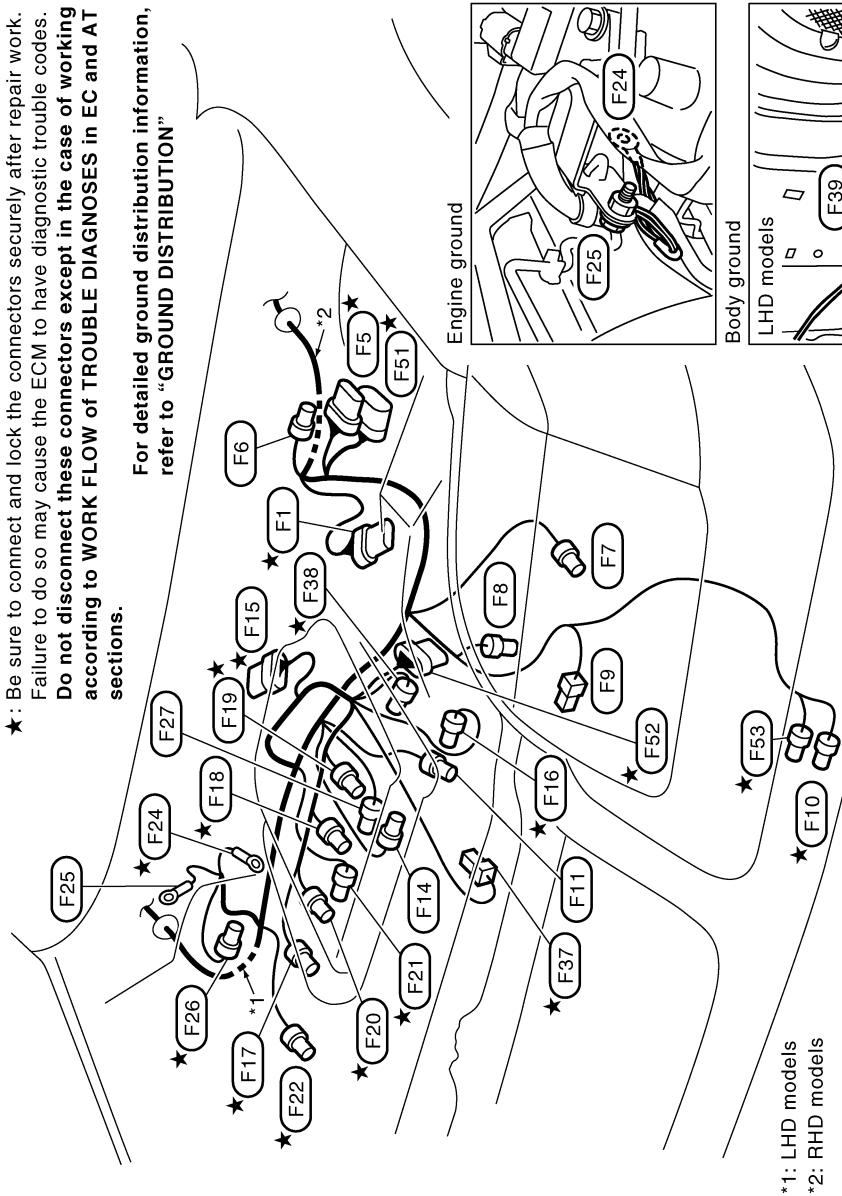 ★: Be sure to connect and lock the connectors securely after repair work.
Failure to do so may cause the ECM to have diagnostic trouble codes.
Do not disconnect these connectors except in the case of working
according to WORK FLOW of TROUBLE DIAGNOSES in EC and AT
sections.
For detailed ground distribution information,
refer to “GROUND DISTRIBUTION”
F25
F24 ★
F18 ★
F27
F19 ★
F15 ★
F38 ★
F1 ★
F6
*2
F5 ★
F51 ★
★ F26
*1
★ F17
★ F22
★ F20
★ F21
F14
★ F37
F11
★ F16
★ F52
F9
F8
F7
★ F53
★ F10
Engine ground
F24
F25
Body ground
LHD models
F39
*1: LHD models
*2: RHD models